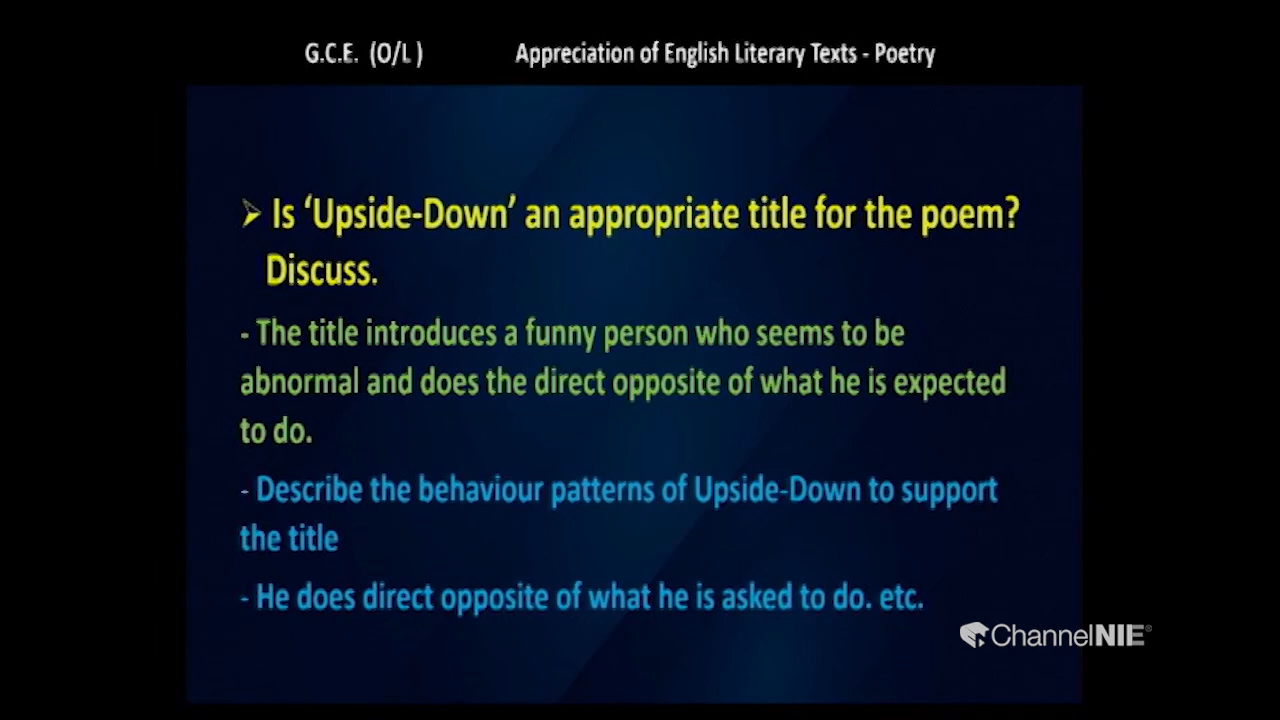 G.C.E. (O/L ) Appreciation of English Literary Texts - Poetry
➢ Is ‘Upside-Down’ an appropriate title for the poem?
Discuss.
- The title introduces a funny person who seems to be
abnormal and does the direct opposite of what he is expected
to do.
- Describe the behaviour patterns of Upside-Down to support
the title
- He does direct opposite of what he is asked to do. etc.
ChannelNIE®